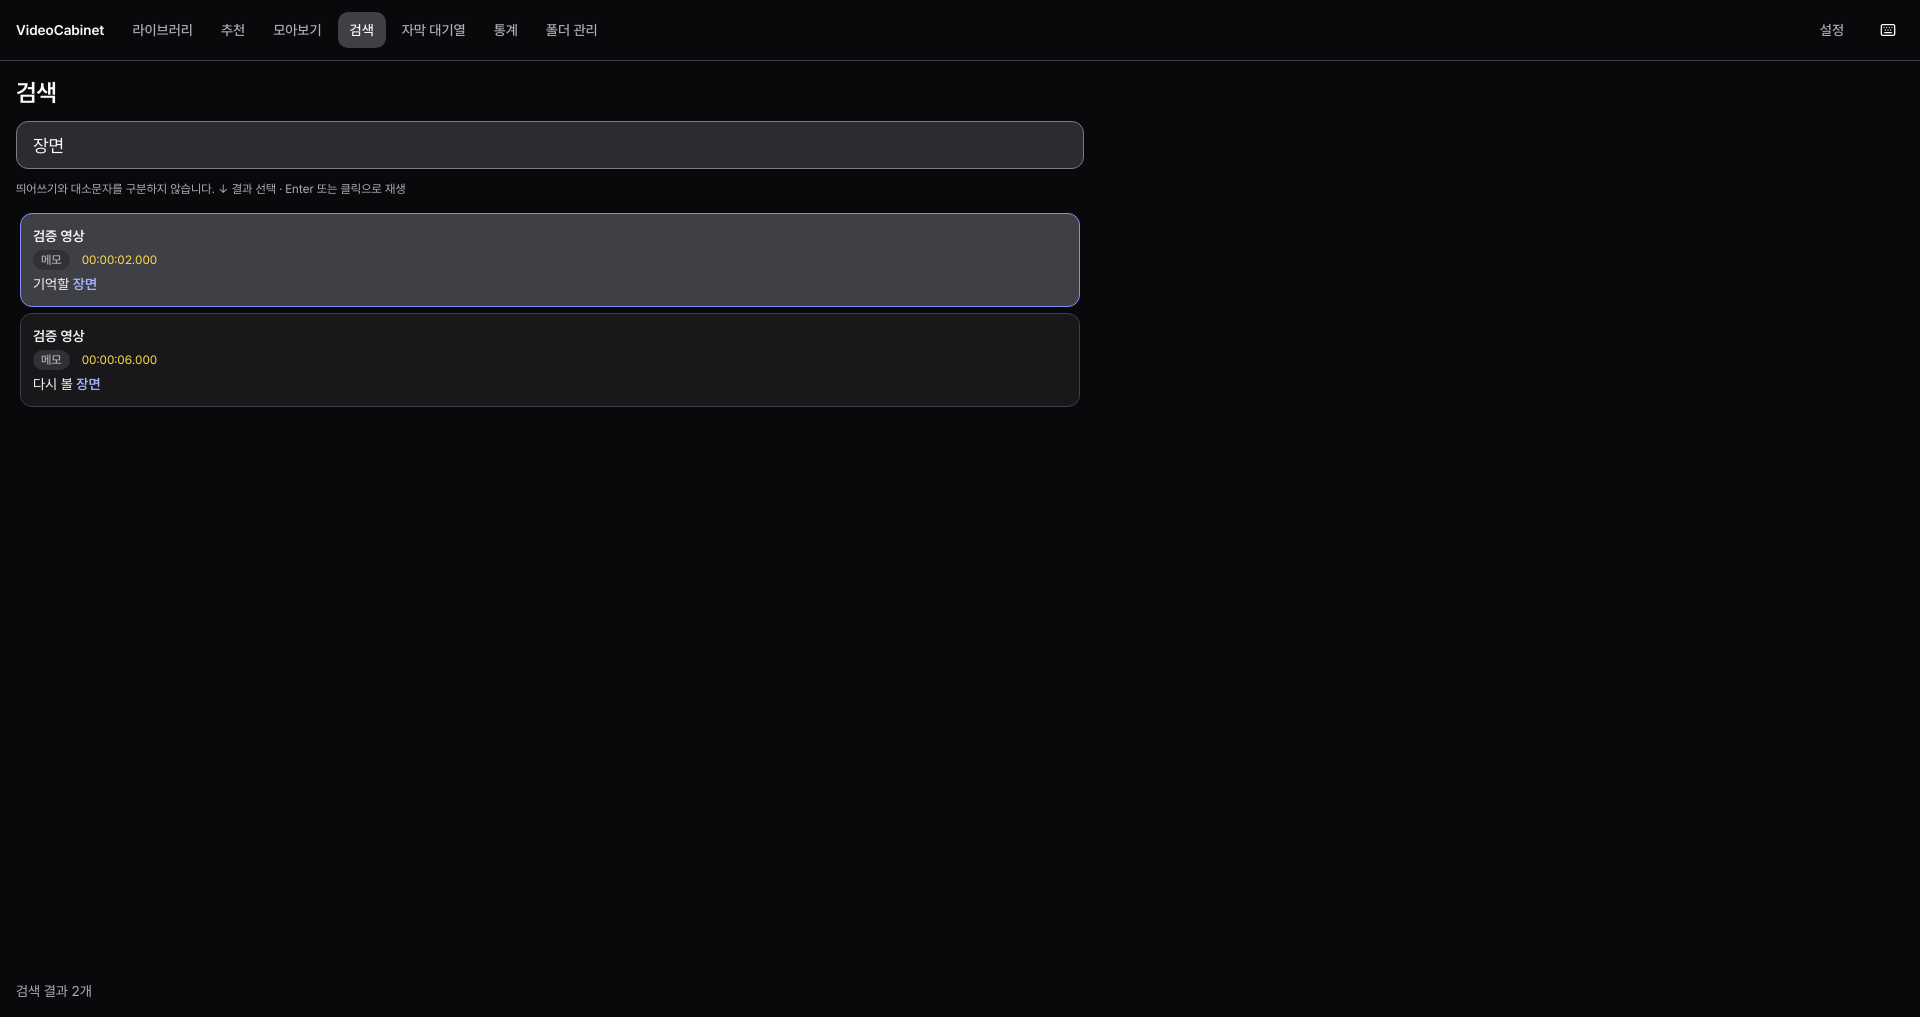 VideoCabinet 라이브러리 추천 모아보기 검색 자막 대기열 통계 폴더 관리 설정
검색
장면
띄어쓰기와 대소문자를 구분하지 않습니다. ↓ 결과 선택 · Enter 또는 클릭으로 재생
검증 영상
메모 00:00:02.000
기억할 장면
검증 영상
메모 00:00:06.000
다시 볼 장면
검색 결과 2개